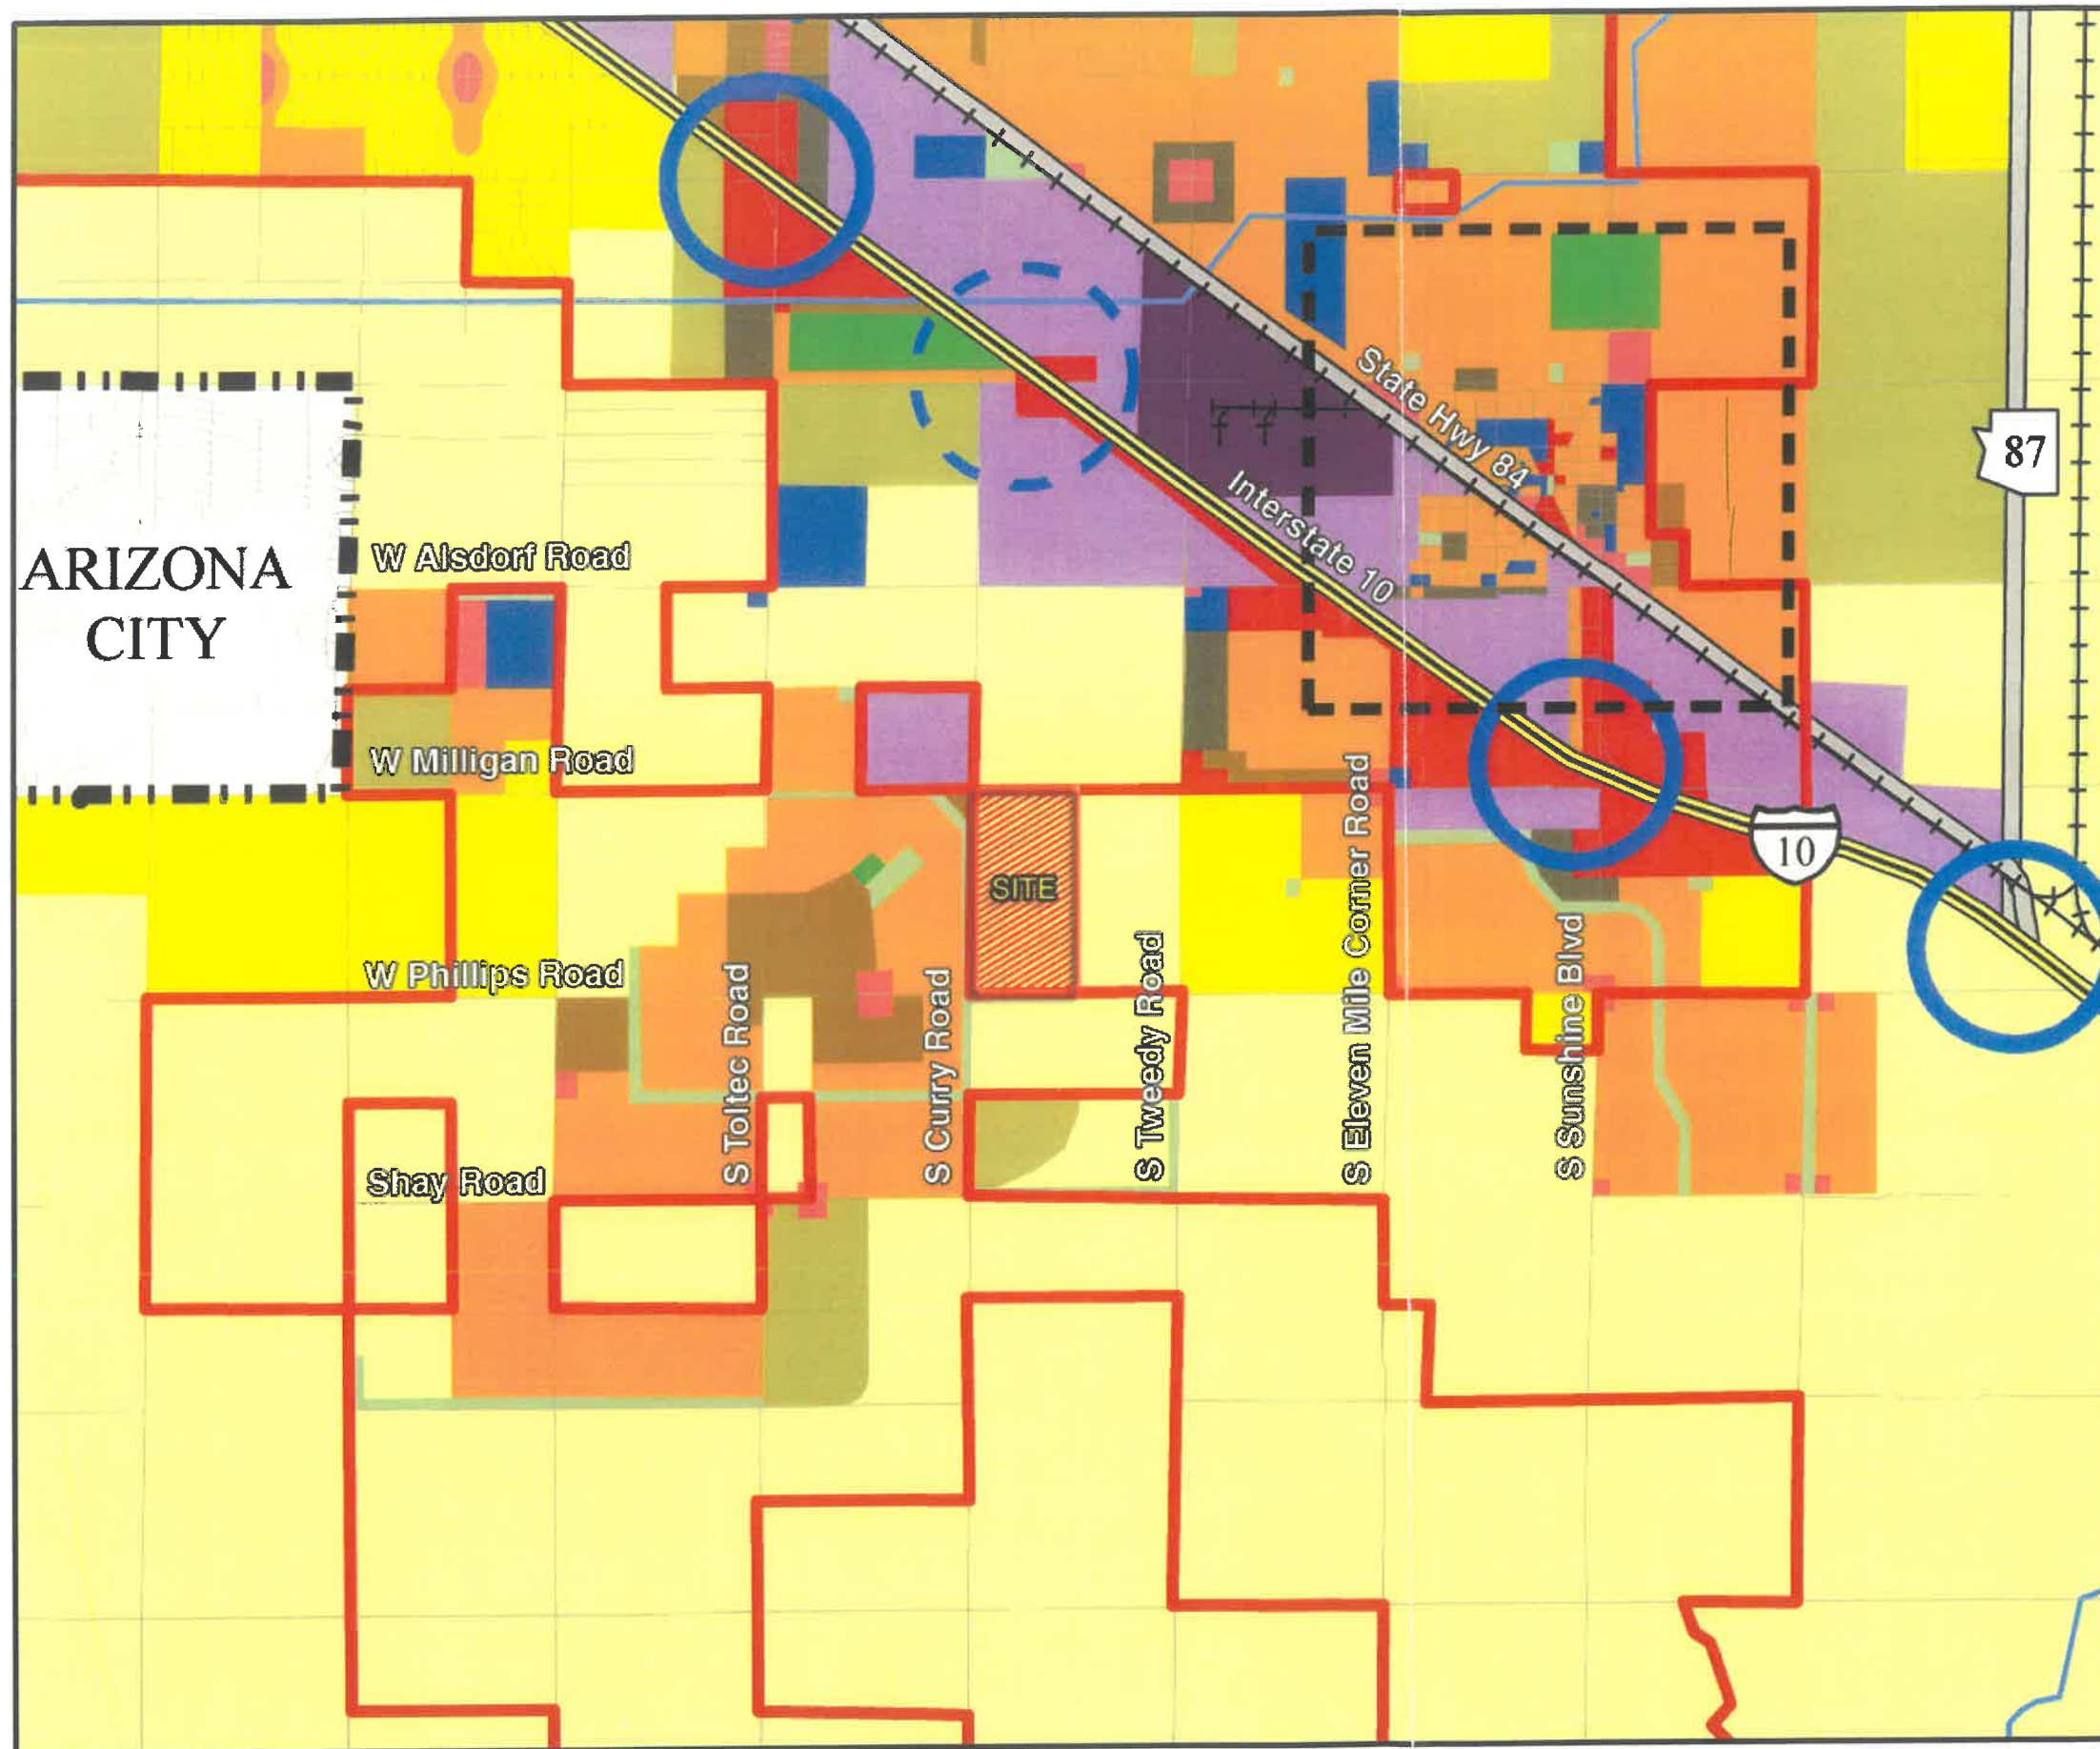 State Hwy 84
87
Interstate 10
W Alsdorf Road
ARIZONA
CITY
W Milligan Road
10
SITE
W Phillips Road
S Toltec Road
S Curry Road
S Tweedy Road
S Eleven Mile Corner Road
S Sunshine Blvd
Shay Road